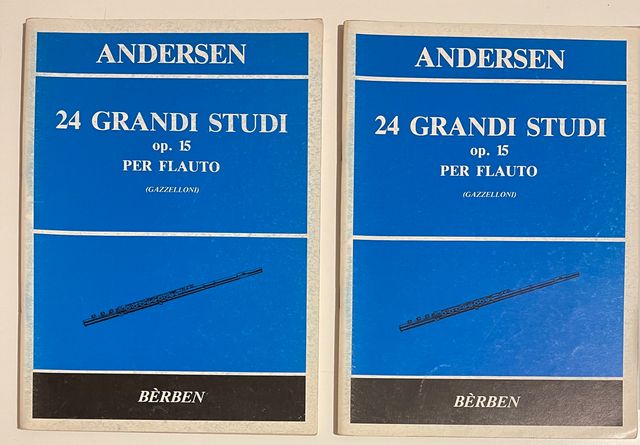 ANDERSEN
24 GRANDI STUDI
op. 15
PER FLAUTO
(GAZZELLONI)
BÈRBEN
ANDERSEN
24 GRANDI STUDI
op. 15
PER FLAUTO
(GAZZELLONI)
BÈRBEN